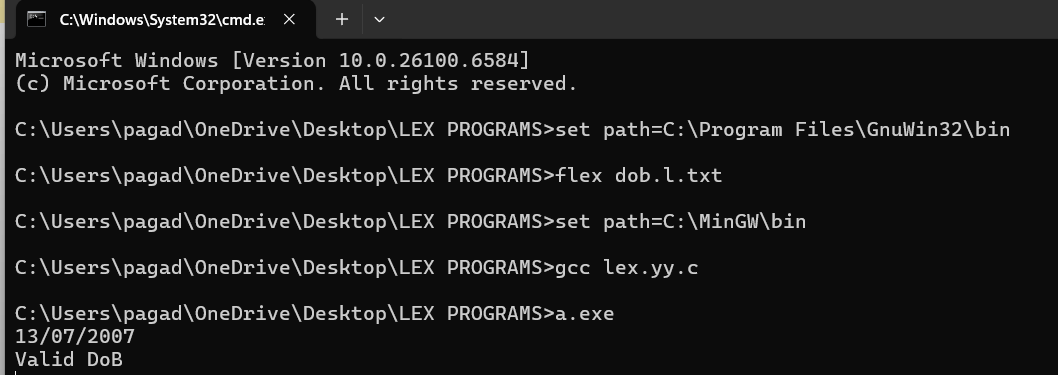 C:\Windows\System32\cmd.e
Microsoft Windows [Version 10.0.26100.6584]
(c) Microsoft Corporation. All rights reserved.
C:\Users\pagad\OneDrive\Desktop\LEX PROGRAMS>set path=C:\Program Files\GnuWin32\bin
C:\Users\pagad\OneDrive\Desktop\LEX PROGRAMS>flex dob.l.txt
C:\Users\pagad\OneDrive\Desktop\LEX PROGRAMS>set path=C:\MinGW\bin
C:\Users\pagad\OneDrive\Desktop\LEX PROGRAMS>gcc lex.yy.c
C:\Users\pagad\OneDrive\Desktop\LEX PROGRAMS>a.exe
13/07/2007
Valid DoB